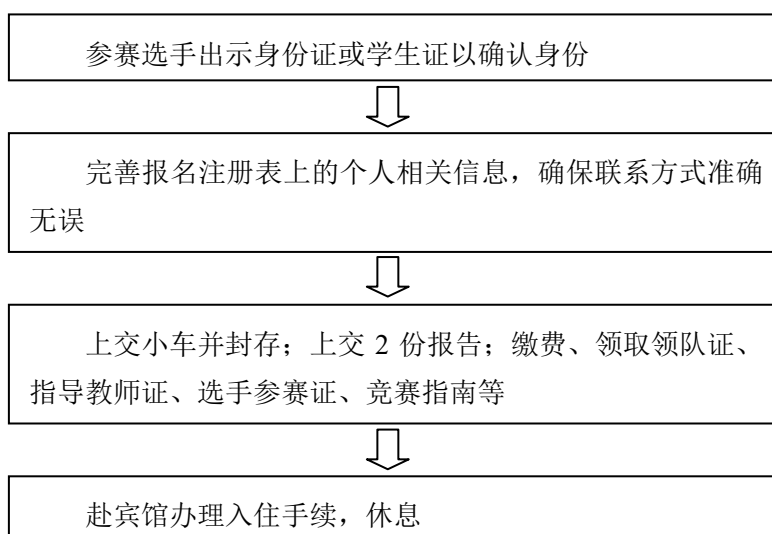 参赛选手出示身份证或学生证以确认身份
完善报名注册表上的个人相关信息，确保联系方式准确
无误
上交小车并封存；上交 2 份报告；缴费、领取领队证、
指导教师证、选手参赛证、竞赛指南等
赴宾馆办理入住手续，休息